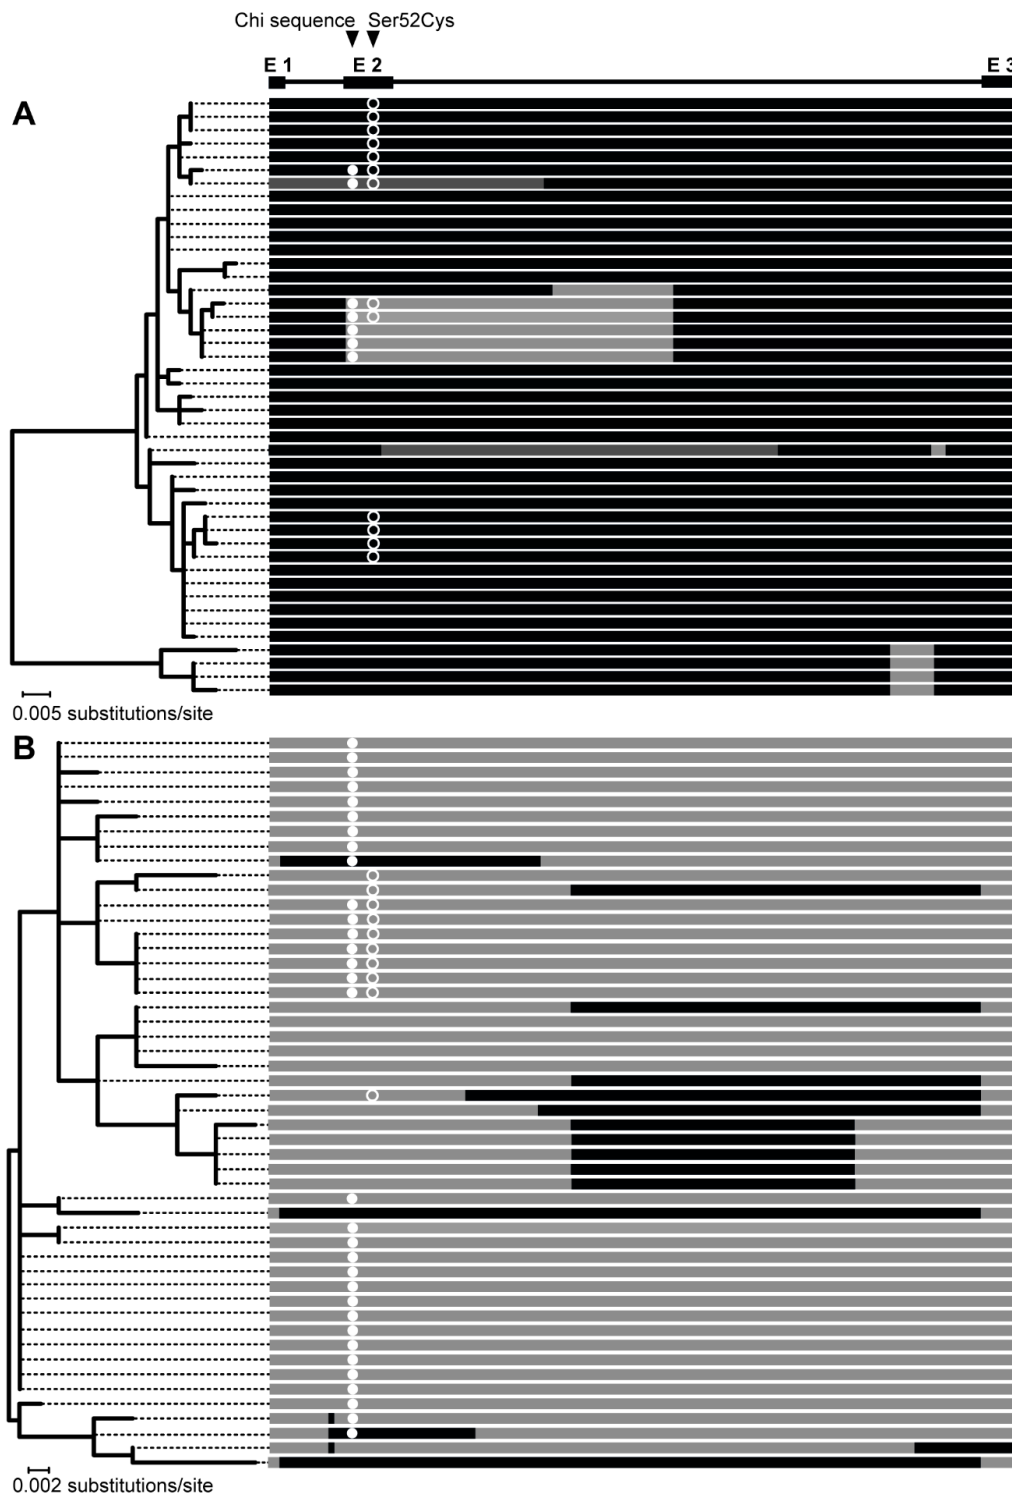 Chi sequence Ser52Cys
E 1 E 2 E 3
A
0.005 substitutions/site
B
0.002 substitutions/site